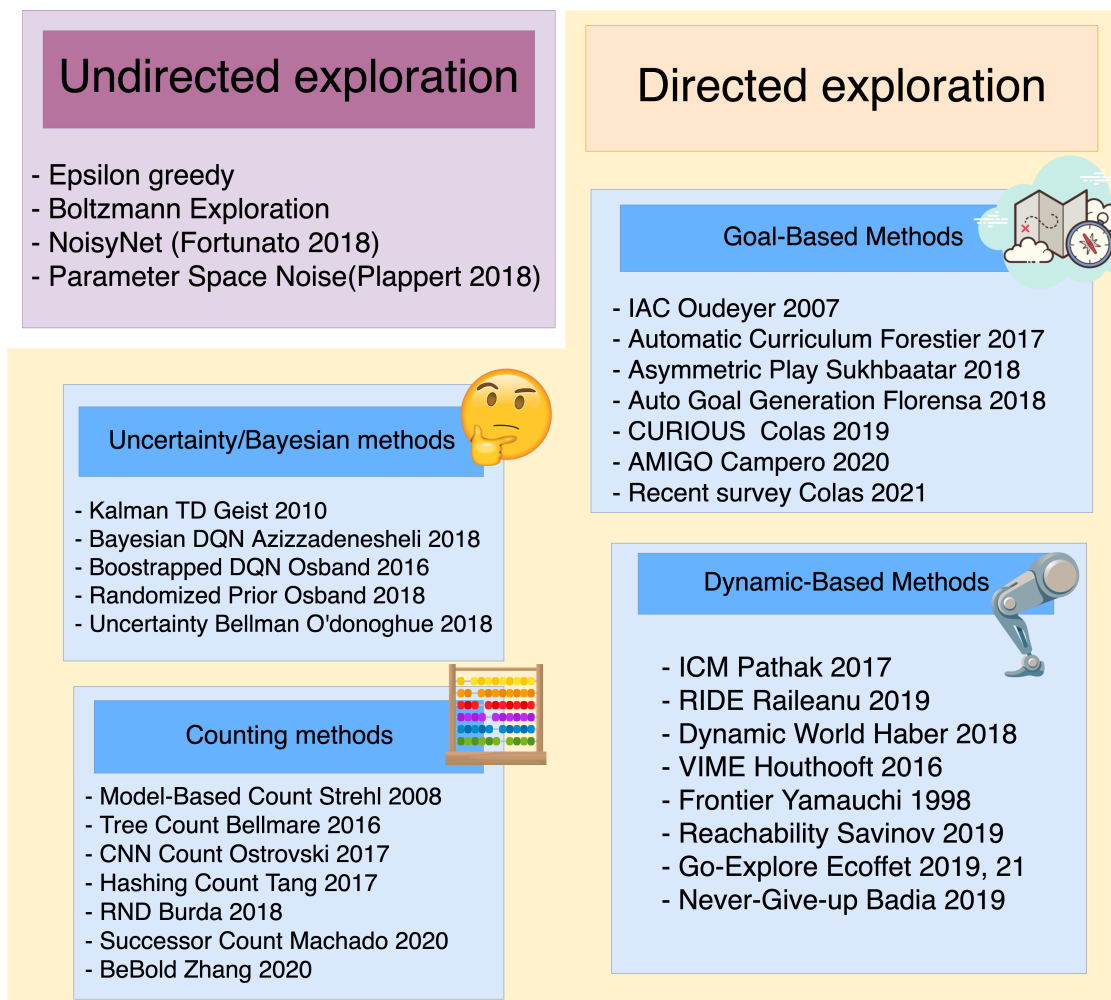 Undirected exploration
- Epsilon greedy
- Boltzmann Exploration
- NoisyNet (Fortunato 2018)
- Parameter Space Noise(Plappert 2018)
Directed exploration
Goal-Based Methods
- IAC Oudeyer 2007
- Automatic Curriculum Forestier 2017
- Asymmetric Play Sukhbaatar 2018
- Auto Goal Generation Florensa 2018
- CURIOUS  Colas 2019
- AMIGO Campero 2020
- Recent survey Colas 2021
Uncertainty/Bayesian methods
- Kalman TD Geist 2010
- Bayesian DQN Azizzadenesheli 2018
- Boostrapped DQN Osband 2016
- Randomized Prior Osband 2018
- Uncertainty Bellman O'donoghue 2018
Dynamic-Based Methods
- ICM Pathak 2017
- RIDE Raileanu 2019
- Dynamic World Haber 2018
- VIME Houthooft 2016
- Frontier Yamauchi 1998
- Reachability Savinov 2019
- Go-Explore Ecoffet 2019, 21
- Never-Give-up Badia 2019
Counting methods
- Model-Based Count Strehl 2008
- Tree Count Bellmare 2016
- CNN Count Ostrovski 2017
- Hashing Count Tang 2017
- RND Burda 2018
- Successor Count Machado 2020
- BeBold Zhang 2020